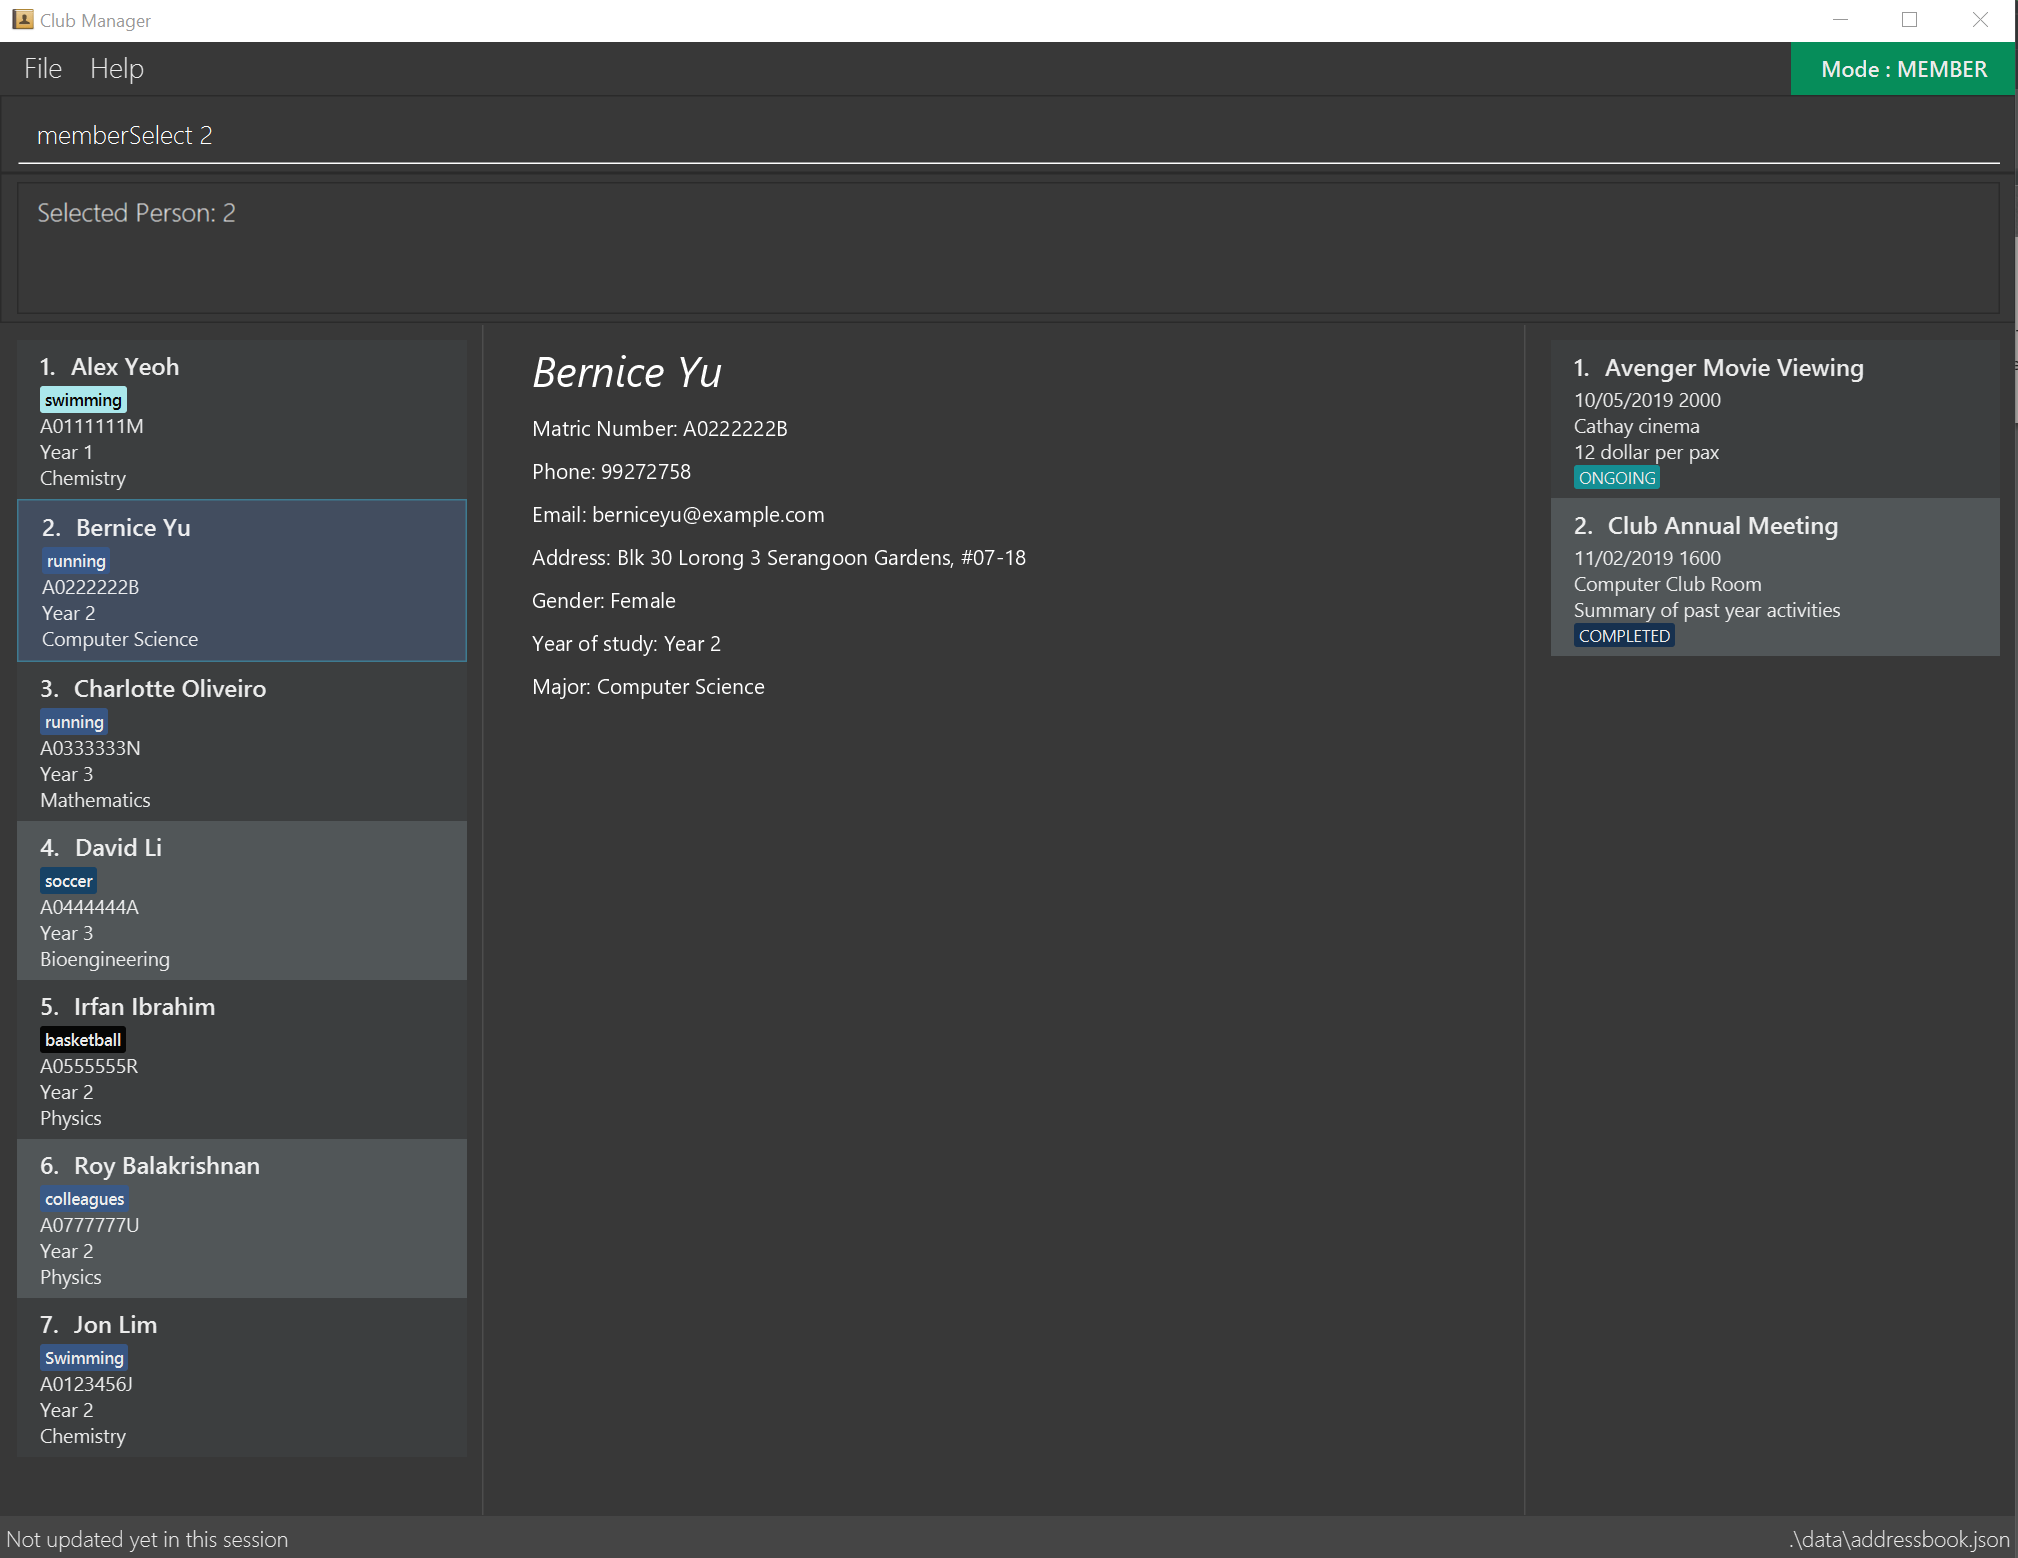 Club Manager
File Help Mode : MEMBER
memberSelect 2
Selected Person: 2
1. Alex Yeoh
swimming
A0111111M
Year 1
Chemistry
2. Bernice Yu
running
A0222222B
Year 2
Computer Science
3. Charlotte Oliveiro
running
A0333333N
Year 3
Mathematics
4. David Li
soccer
A0444444A
Year 3
Bioengineering
5. Irfan Ibrahim
basketball
A0555555R
Year 2
Physics
6. Roy Balakrishnan
colleagues
A0777777U
Year 2
Physics
7. Jon Lim
Swimming
A0123456J
Year 2
Chemistry
Bernice Yu
Matric Number: A0222222B
Phone: 99272758
Email: berniceyu@example.com
Address: Blk 30 Lorong 3 Serangoon Gardens, #07-18
Gender: Female
Year of study: Year 2
Major: Computer Science
1. Avenger Movie Viewing
10/05/2019 2000
Cathay cinema
12 dollar per pax
ONGOING
2. Club Annual Meeting
11/02/2019 1600
Computer Club Room
Summary of past year activities
COMPLETED
Not updated yet in this session
.\data\addressbook.json